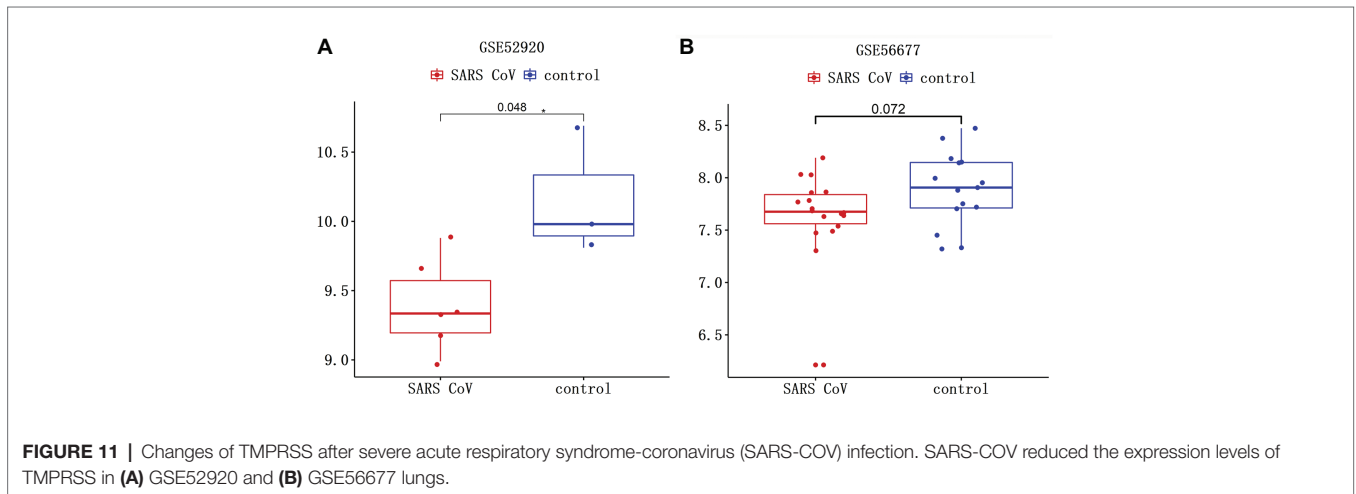 A
GSE52920
SARS CoV control
0.048
*
10.5
10.0
9.5
9.0
SARS CoV control
B
GSE56677
SARS CoV control
0.072
8.5
8.0
7.5
7.0
6.5
SARS CoV control
FIGURE 11 | Changes of TMPRSS after severe acute respiratory syndrome-coronavirus (SARS-COV) infection. SARS-COV reduced the expression levels of
TMPRSS in (A) GSE52920 and (B) GSE56677 lungs.